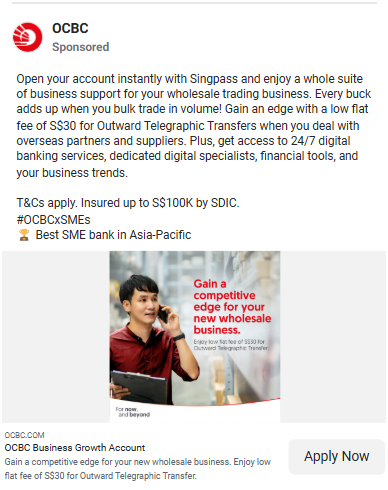 OCBC
Sponsored
Open your account instantly with Singpass and enjoy a whole suite
of business support for your wholesale trading business. Every buck
adds up when you bulk trade in volume! Gain an edge with a low flat
fee of S$30 for Outward Telegraphic Transfers when you deal with
overseas partners and suppliers. Plus, get access to 24/7 digital
banking services, dedicated digital specialists, financial tools, and
your business trends.
T&Cs apply. Insured up to S$100K by SDIC.
#OCBCxSMEs
🏆 Best SME bank in Asia-Pacific
Gain a
competitive
edge for your
new wholesale
business.
Enjoy low flat fee of S$30 for
Outward Telegraphic Transfer.
For now,
and beyond
OCBC.COM
OCBC Business Growth Account
Gain a competitive edge for your new wholesale business. Enjoy low
flat fee of S$30 for Outward Telegraphic Transfer.
Apply Now